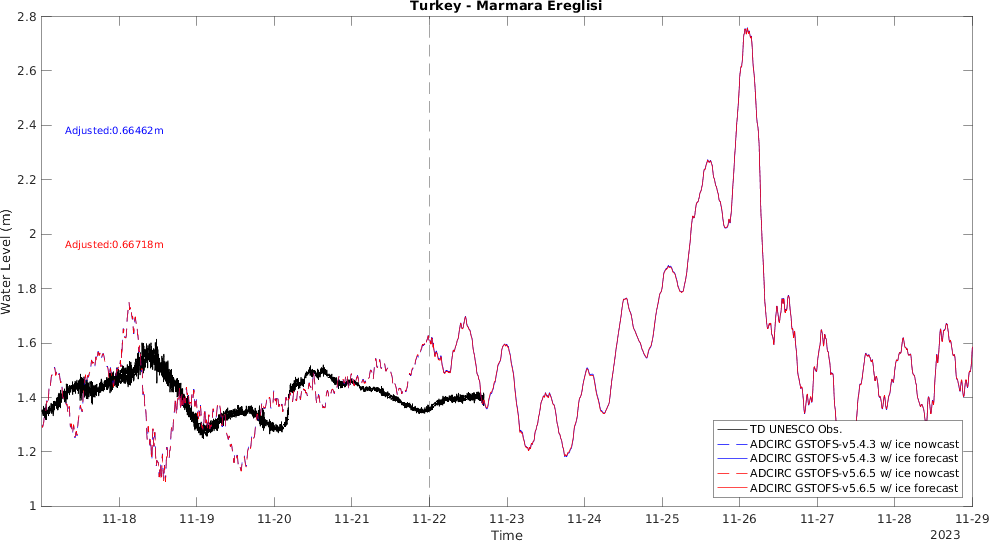 Turkey - Marmara Ereglisi
2.8
2.6
2.4
2.2
2
1.8
1.6
1.4
1.2
1
Water Level (m)
Adjusted:0.66462m
Adjusted:0.66718m
TD UNESCO Obs.
ADCIRC GSTOFS-v5.4.3 w/ ice nowcast
ADCIRC GSTOFS-v5.4.3 w/ ice forecast
ADCIRC GSTOFS-v5.6.5 w/ ice nowcast
ADCIRC GSTOFS-v5.6.5 w/ ice forecast
11-18 11-19 11-20 11-21 11-22 11-23 11-24 11-25 11-26 11-27 11-28 11-29
Time
2023